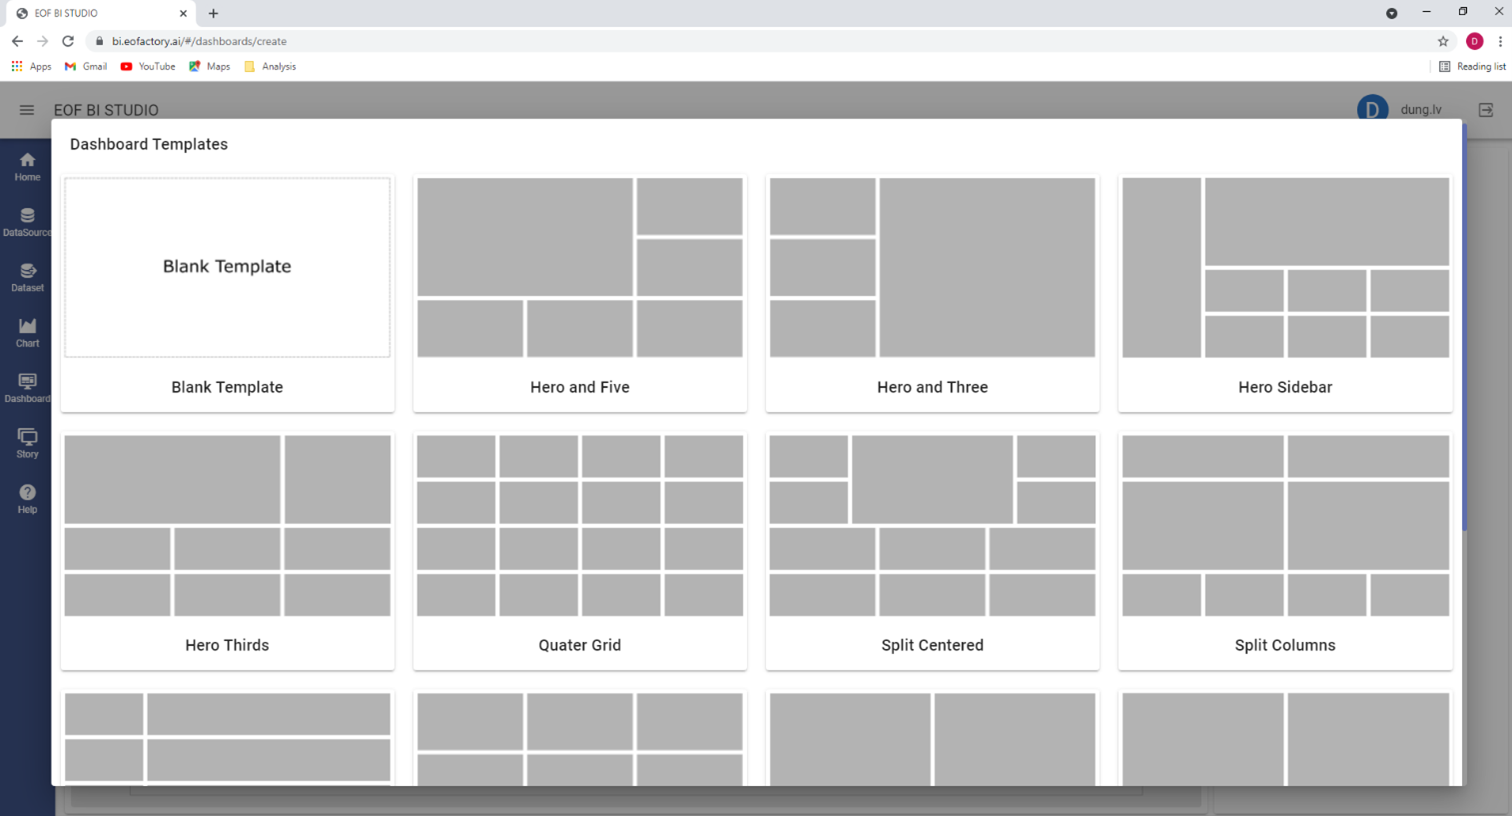 EOF BI STUDIO
bi.eofactory.ai/#/dashboards/create
D
Apps
Gmail
YouTube
Maps
Analysis
Reading list
EOF BI STUDIO
D
dung.lv
Dashboard Templates
Home
DataSource
Dataset
Chart
Dashboard
Story
Help
Blank Template
Blank Template
Hero and Five
Hero and Three
Hero Sidebar
Hero Thirds
Quater Grid
Split Centered
Split Columns